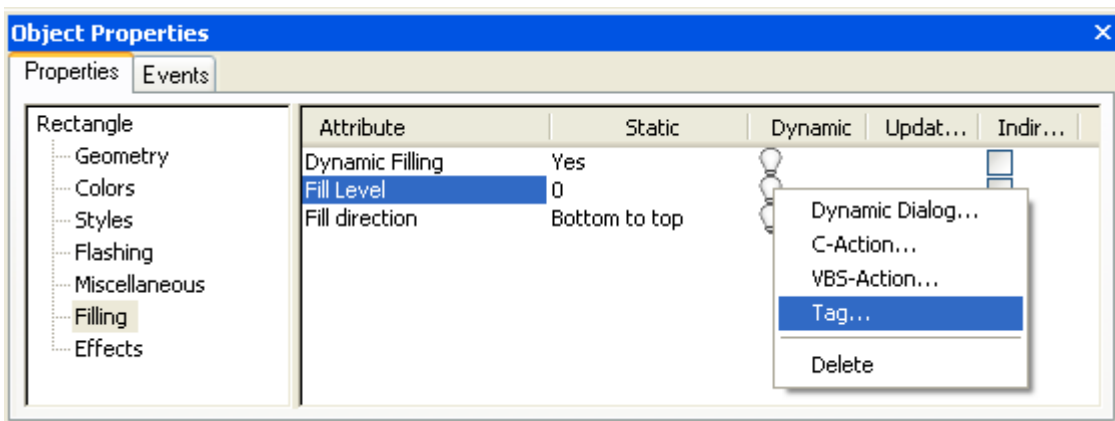 Object Properties
Properties Events
Rectangle
Geometry
Colors
Styles
Flashing
Miscellaneous
Filling
Effects
Attribute Static Dynamic Updat... Indir...
Dynamic Filling Yes
Fill Level 0
Fill direction Bottom to top
Dynamic Dialog...
C-Action...
VBS-Action...
Tag...
Delete